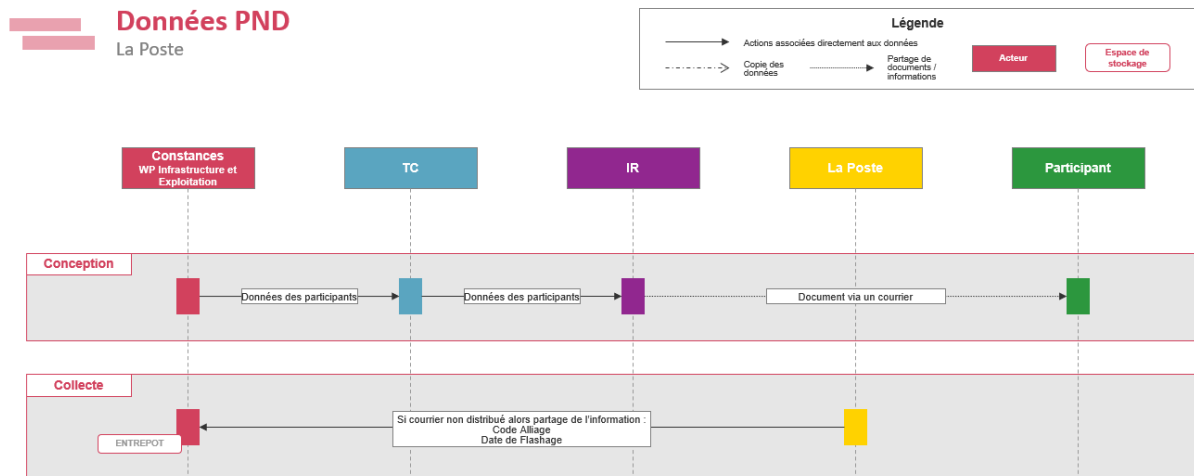 Données PND
La Poste
Légende
Actions associées directement aux données
Copie des
données
Partage de
documents /
informations
Acteur
Espace de
stockage
Constances
WP Infrastructure et
Exploitation
TC
IR
La Poste
Participant
Conception
Données des participants
Données des participants
Document via un courrier
Collecte
Si courrier non distribué alors partage de l'information :
Code Alliage
Date de Flashage
ENTREPOT